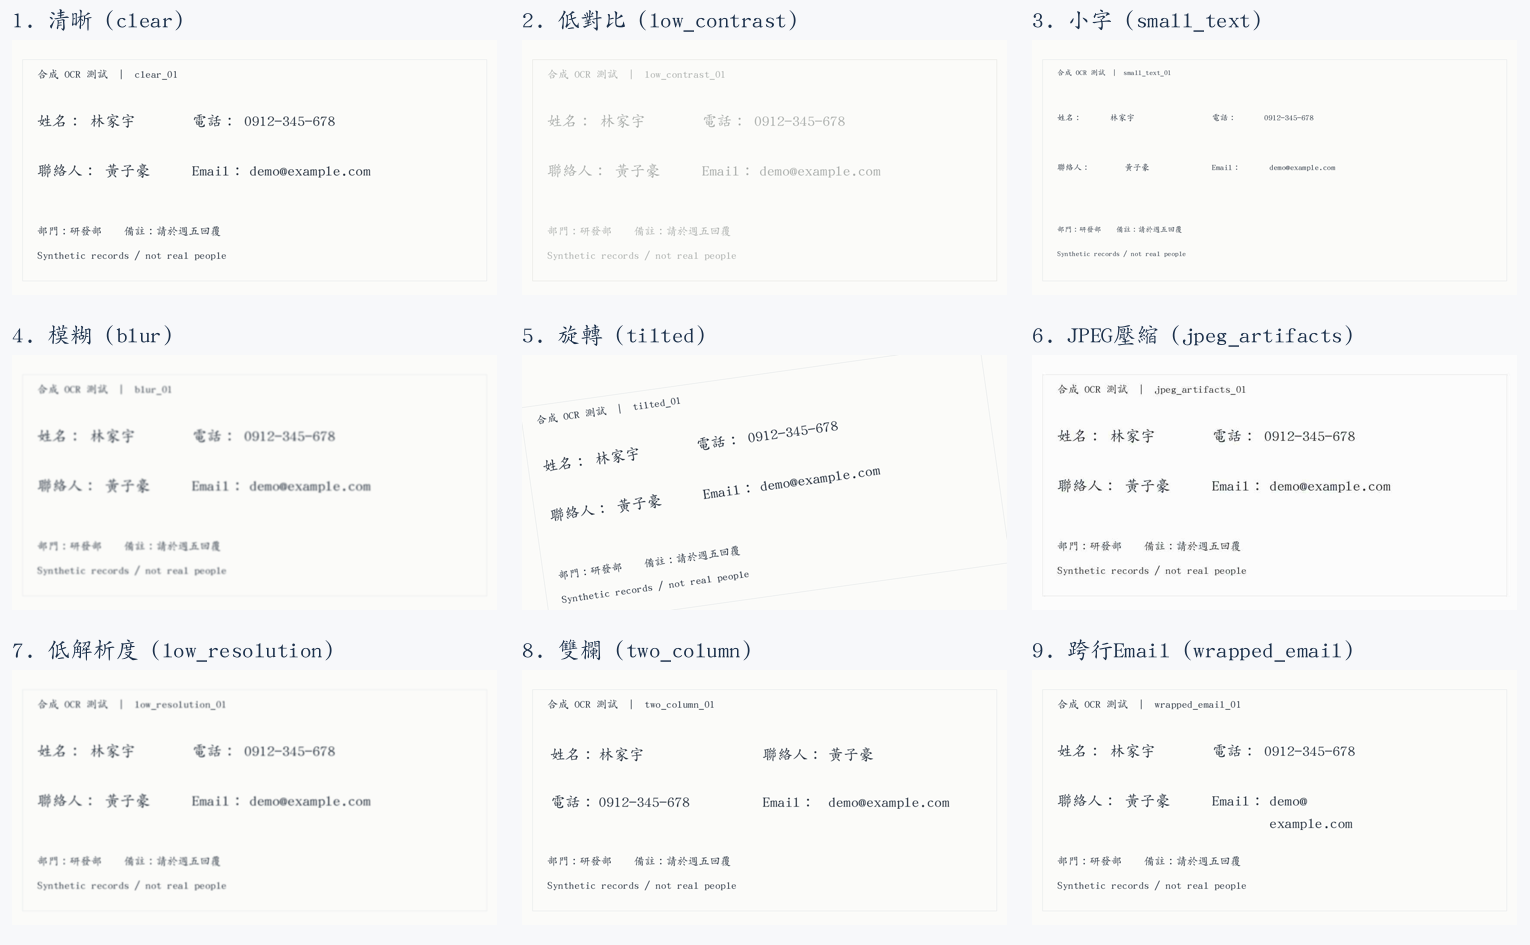 1. 清晰 (clear)
合成 OCR 測試 | clear_01
姓名： 林家宇 電話： 0912-345-678
聯絡人： 黃子豪 Email： demo@example.com
部門：研發部 備註：請於週五回覆
Synthetic records / not real people
2. 低對比 (low_contrast)
合成 OCR 測試 | low_contrast_01
姓名： 林家宇 電話： 0912-345-678
聯絡人： 黃子豪 Email： demo@example.com
部門：研發部 備註：請於週五回覆
Synthetic records / not real people
3. 小字 (small_text)
合成 OCR 測試 | small_text_01
姓名： 林家宇 電話： 0912-345-678
聯絡人： 黃子豪 Email： demo@example.com
部門：研發部 備註：請於週五回覆
Synthetic records / not real people
4. 模糊 (blur)
合成 OCR 測試 | blur_01
姓名： 林家宇 電話： 0912-345-678
聯絡人： 黃子豪 Email： demo@example.com
部門：研發部 備註：請於週五回覆
Synthetic records / not real people
5. 旋轉 (tilted)
合成 OCR 測試 | tilted_01
姓名： 林家宇 電話： 0912-345-678
聯絡人： 黃子豪 Email： demo@example.com
部門：研發部 備註：請於週五回覆
Synthetic records / not real people
6. JPEG壓縮 (jpeg_artifacts)
合成 OCR 測試 | jpeg_artifacts_01
姓名： 林家宇 電話： 0912-345-678
聯絡人： 黃子豪 Email： demo@example.com
部門：研發部 備註：請於週五回覆
Synthetic records / not real people
7. 低解析度 (low_resolution)
合成 OCR 測試 | low_resolution_01
姓名： 林家宇 電話： 0912-345-678
聯絡人： 黃子豪 Email： demo@example.com
部門：研發部 備註：請於週五回覆
Synthetic records / not real people
8. 雙欄 (two_column)
合成 OCR 測試 | two_column_01
姓名： 林家宇 聯絡人： 黃子豪
電話： 0912-345-678 Email： demo@example.com
部門：研發部 備註：請於週五回覆
Synthetic records / not real people
9. 跨行Email (wrapped_email)
合成 OCR 測試 | wrapped_email_01
姓名： 林家宇 電話： 0912-345-678
聯絡人： 黃子豪 Email： demo@
example.com
部門：研發部 備註：請於週五回覆
Synthetic records / not real people